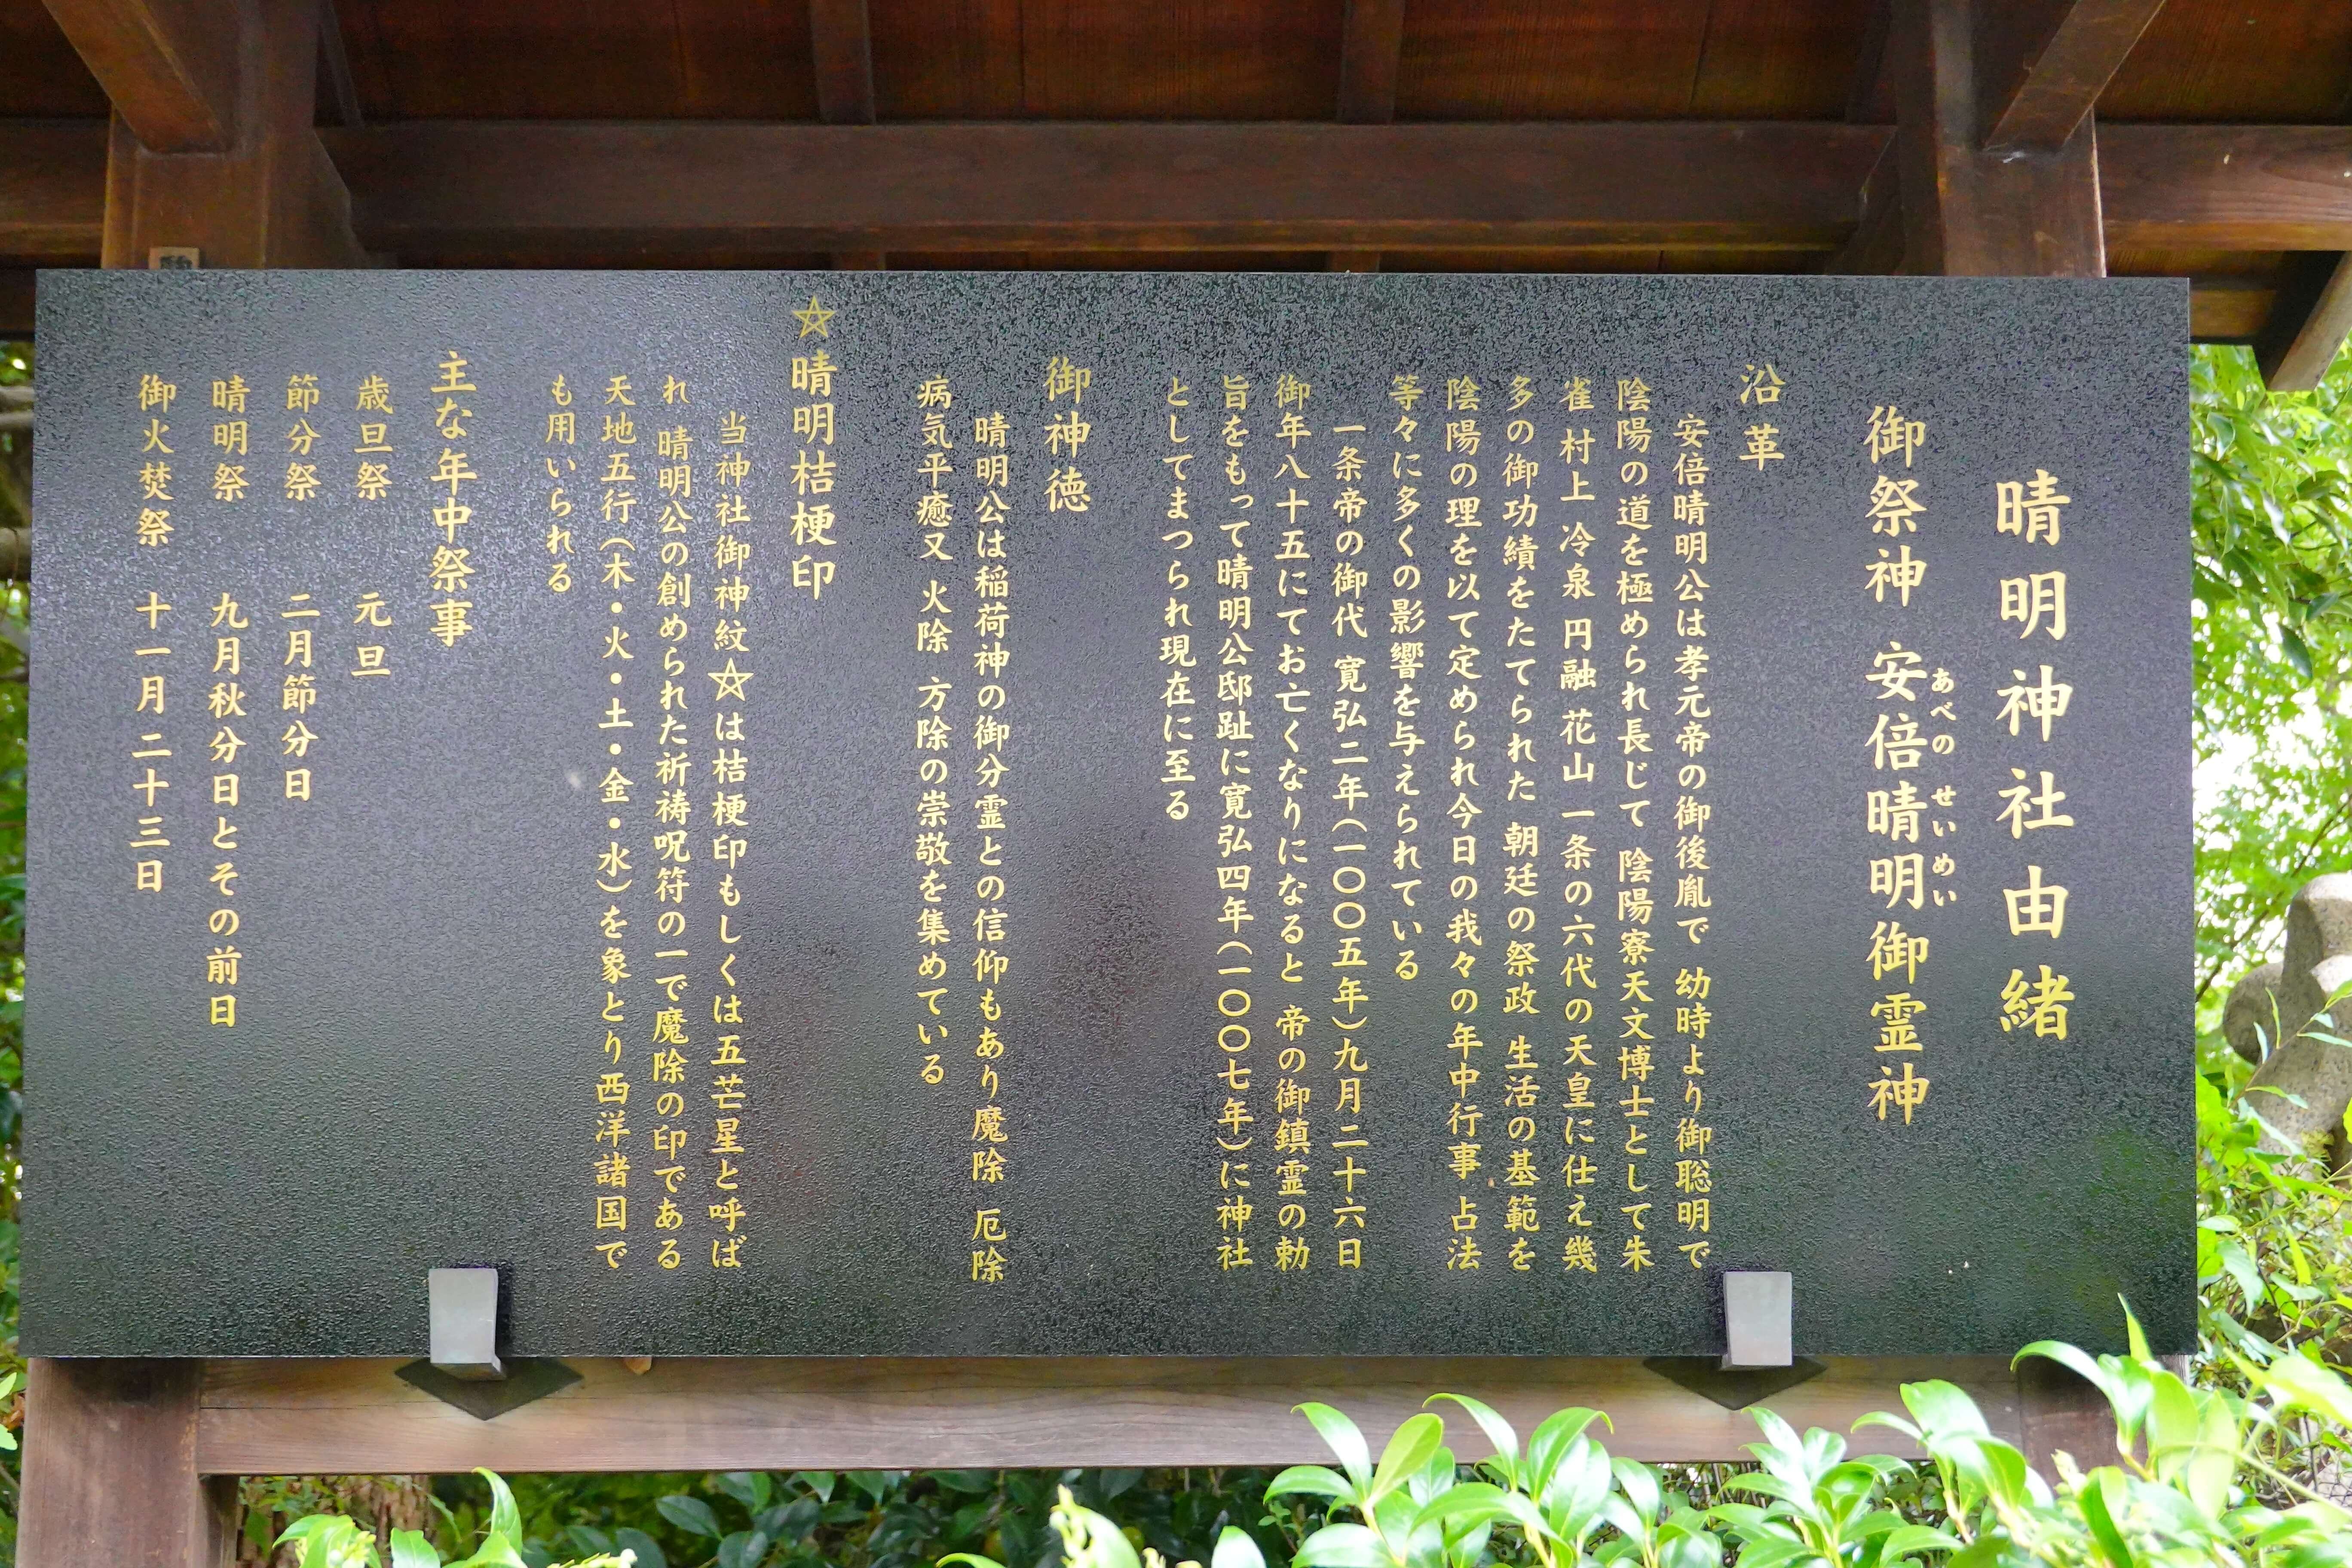 晴明神社由緒
御祭神 安倍晴明御霊神
あべの せいめい
沿革
安倍晴明公は孝元帝の御後胤で 幼時より御聡明で
陰陽の道を極められ長じて 陰陽寮天文博士として朱
雀 村上 冷泉 円融 花山 一条の六代の天皇に仕え幾
多の御功績をたてられた 朝廷の祭政 生活の基範を
陰陽の理を以て定められ今日の我々の年中行事 占法
等々に多くの影響を与えられている
一条帝の御代 寛弘二年(一〇〇五年)九月二十六日
御年八十五にてお亡くなりになると 帝の御鎮霊の勅
旨をもって晴明公邸趾に寛弘四年(一〇〇七年)に神社
としてまつられ現在に至る
御神徳
晴明公は稲荷神の御分霊との信仰もあり魔除 厄除
病気平癒又 火除 方除の崇敬を集めている
☆晴明桔梗印
当神社御神紋☆は桔梗印もしくは五芒星と呼ば
れ 晴明公の創められた祈祷呪符の一で魔除の印である
天地五行(木・火・土・金・水)を象とり西洋諸国で
も用いられる
主な年中祭事
歳旦祭 元旦
節分祭 二月節分日
晴明祭 九月秋分日とその前日
御火焚祭 十一月二十三日